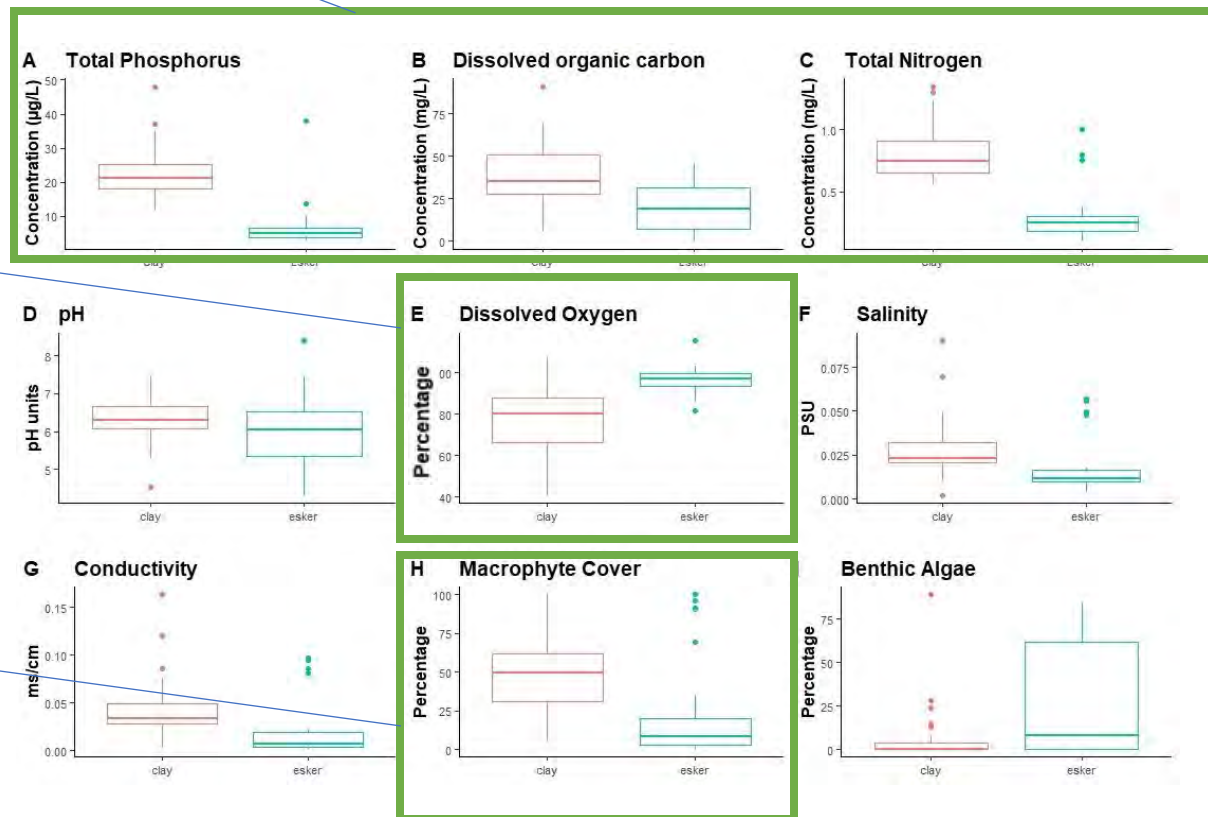 A Total Phosphorus
Concentration (µg/L)
50
40
30
20
10
B Dissolved organic carbon
Concentration (mg/L)
75
50
25
0
C Total Nitrogen
Concentration (mg/L)
1.0
0.5
D pH
pH units
8
7
6
5
clay
esker
E Dissolved Oxygen
Percentage
00
80
60
40
clay
esker
F Salinity
PSU
0.075
0.050
0.025
0.000
clay
esker
G Conductivity
ms/cm
0.15
0.10
0.05
0.00
clay
esker
H Macrophyte Cover
Percentage
100
75
50
25
0
clay
esker
Benthic Algae
Percentage
75
50
25
0
clay
esker